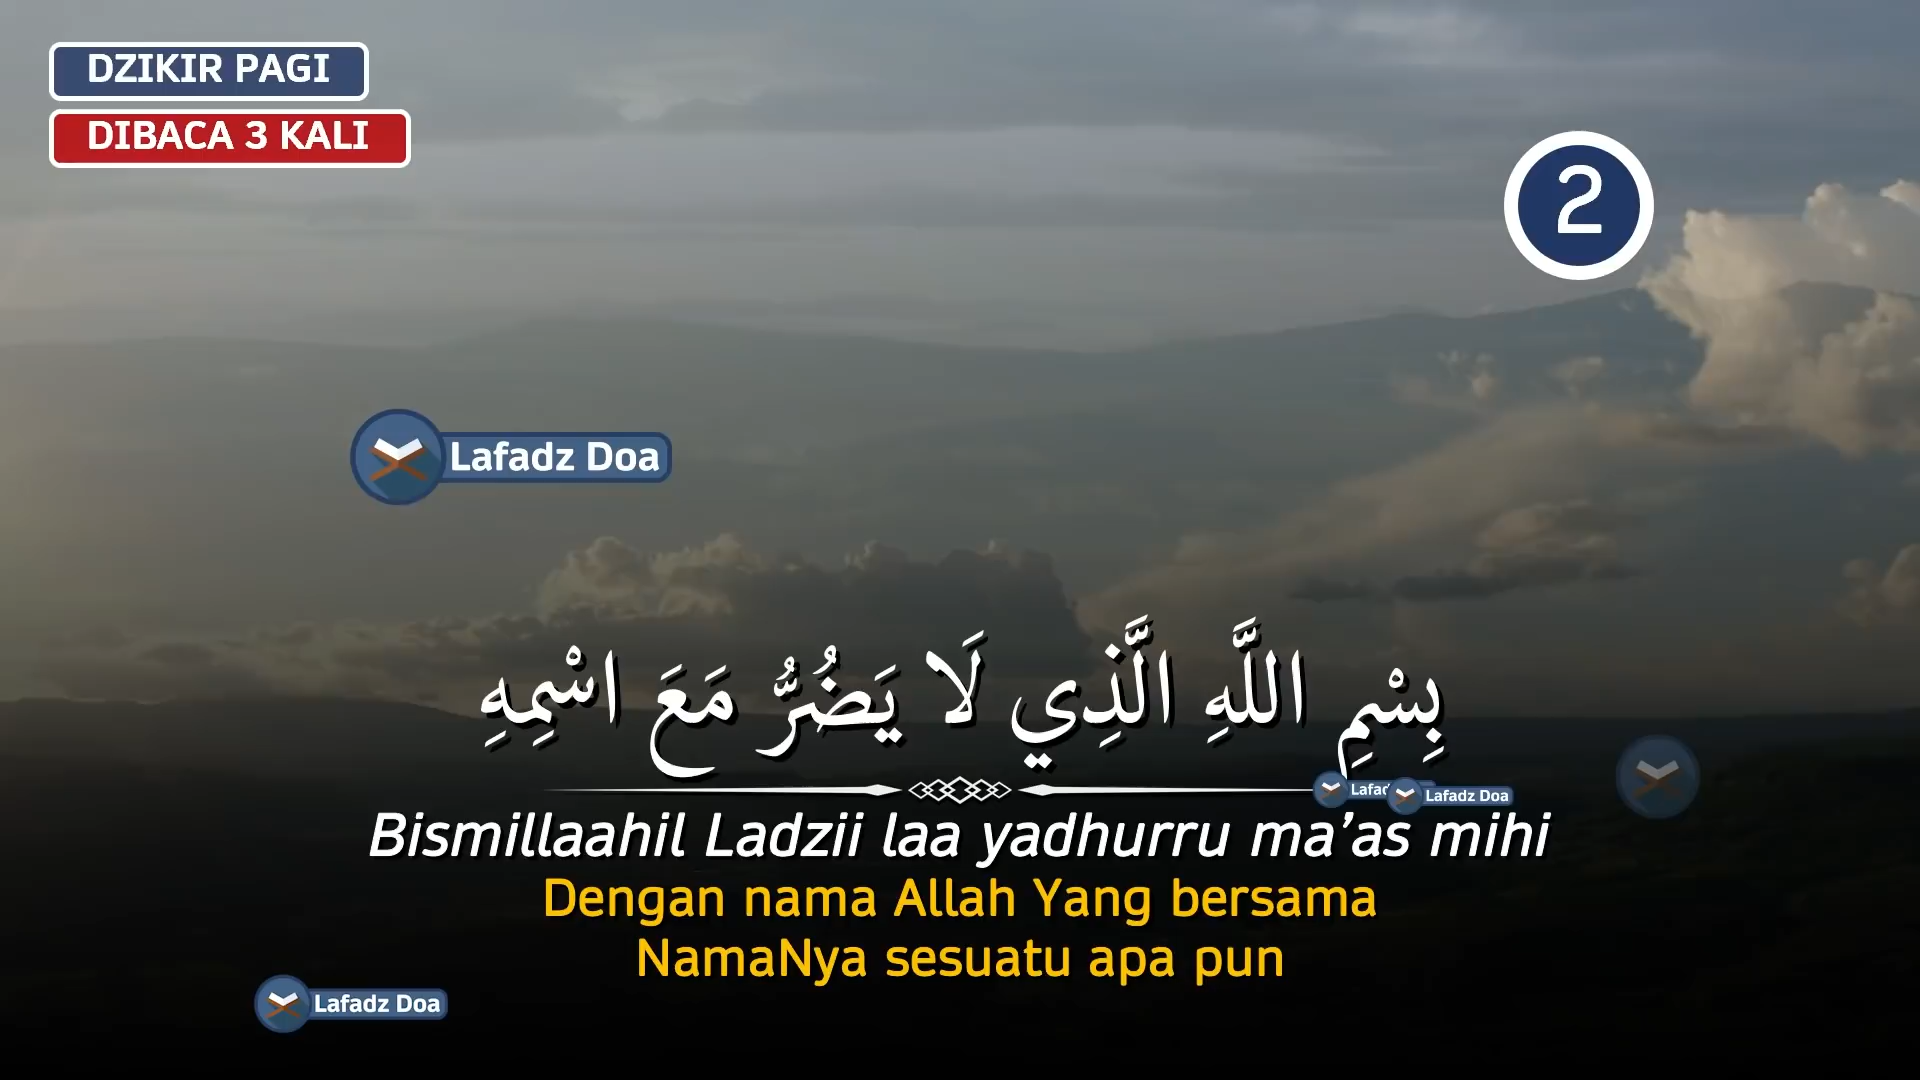 DZIKIR PAGI
DIBACA 3 KALI
2
Lafadz Doa
بِسْمِ اللَّهِ الَّذِي لَا يَضُرُّ مَعَ اسْمِهِ
Lafadz Doa
Bismillaahil Ladzii laa yadhurru ma’as mihi
Dengan nama Allah Yang bersama
NamaNya sesuatu apa pun
Lafadz Doa